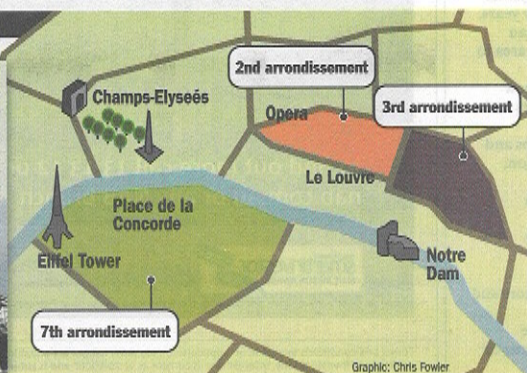 2nd arrondissement
3rd arrondissement
Champs-Elyseés
Opera
Le Louvre
Place de la
Concorde
Eiffel Tower
Notre
Dam
7th arrondissement
Graphic: Chris Fowler